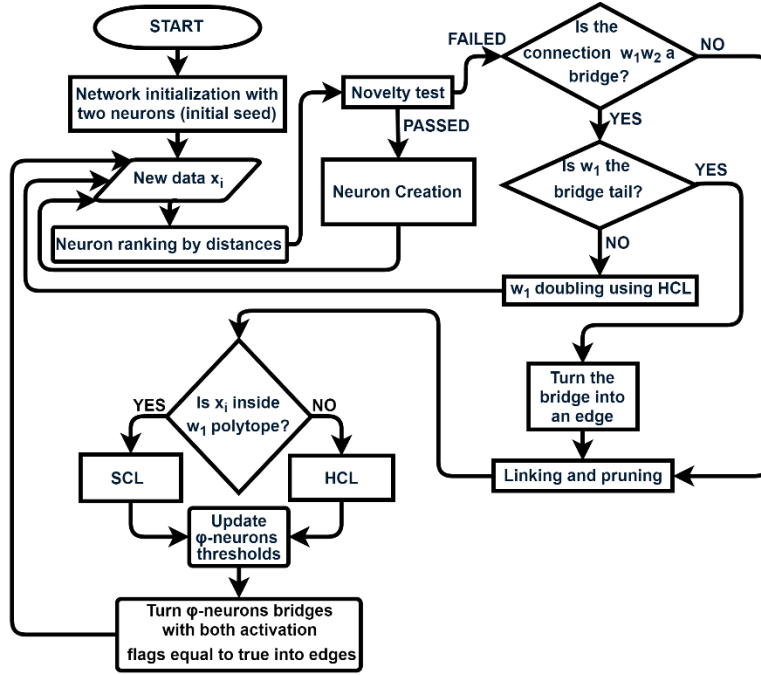 START
Network initialization with
two neurons (initial seed)
New data xᵢ
Neuron ranking by distances
Novelty test
FAILED
PASSED
Neuron Creation
Is the
connection w₁w₂ a
bridge?
NO
YES
Is w₁ the
bridge tail?
YES
NO
w₁ doubling using HCL
Turn the
bridge into
an edge
Linking and pruning
Is xᵢ inside
w₁ polytope?
YES
NO
SCL
HCL
Update
φ-neurons
thresholds
Turn φ-neurons bridges
with both activation
flags equal to true into edges